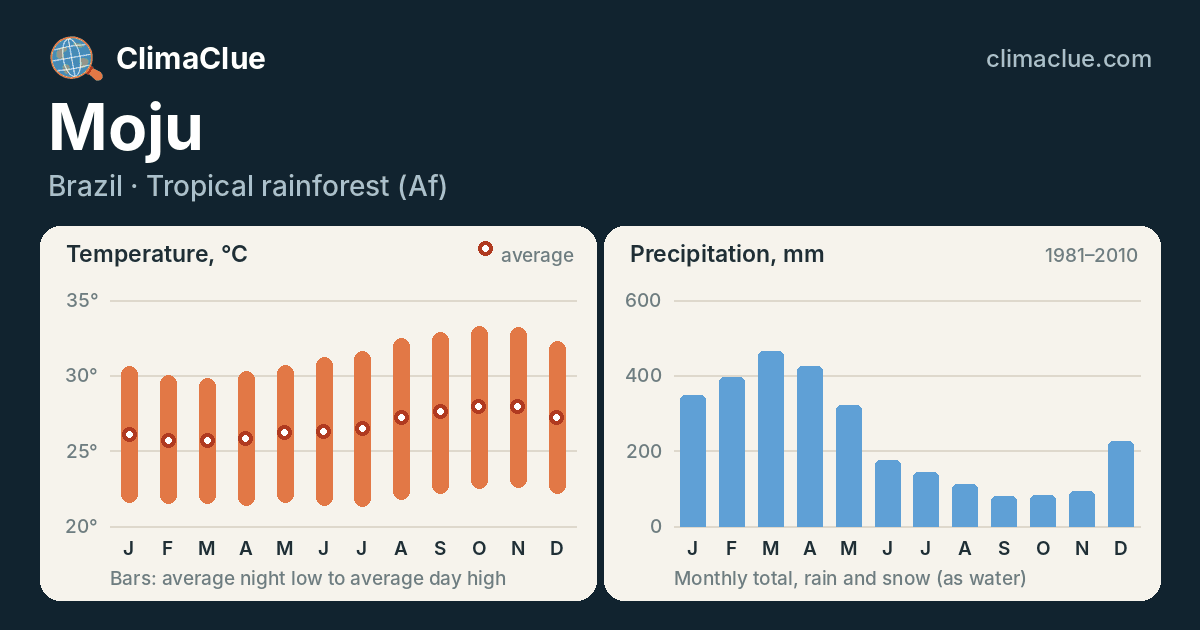 ClimaClue
climaclue.com
Moju
Brazil · Tropical rainforest (Af)
Temperature, °C
average
35°
30°
25°
20°
J F M A M J J A S O N D
Bars: average night low to average day high
Precipitation, mm
1981–2010
600
400
200
0
J F M A M J J A S O N D
Monthly total, rain and snow (as water)